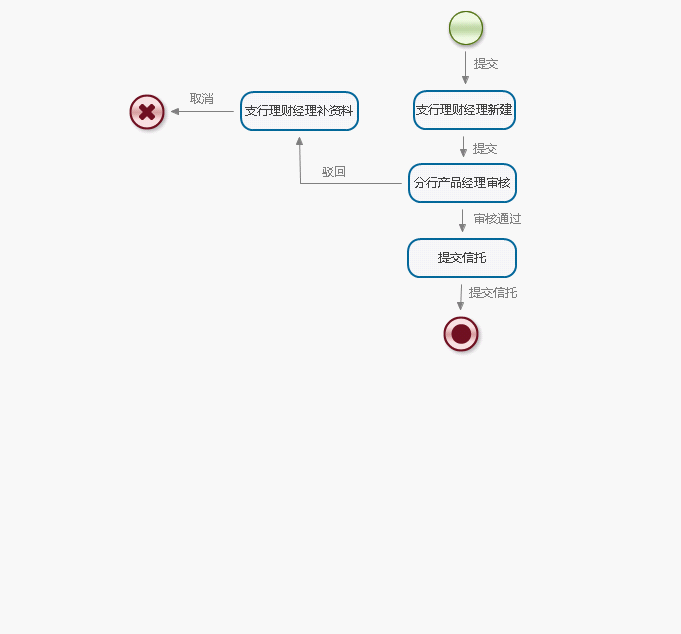 提交
取消
支行理财经理补资料
支行理财经理新建
提交
驳回
分行产品经理审核
审核通过
提交信托
提交信托